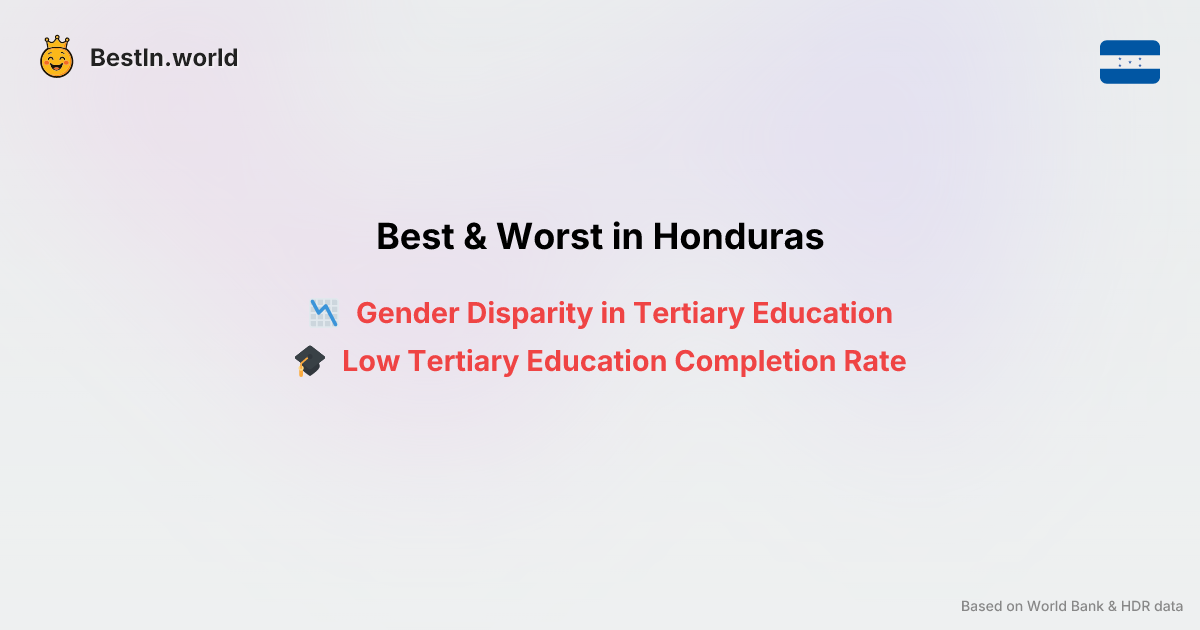 BestIn.world
Best & Worst in Honduras
Gender Disparity in Tertiary Education
Low Tertiary Education Completion Rate
Based on World Bank & HDR data